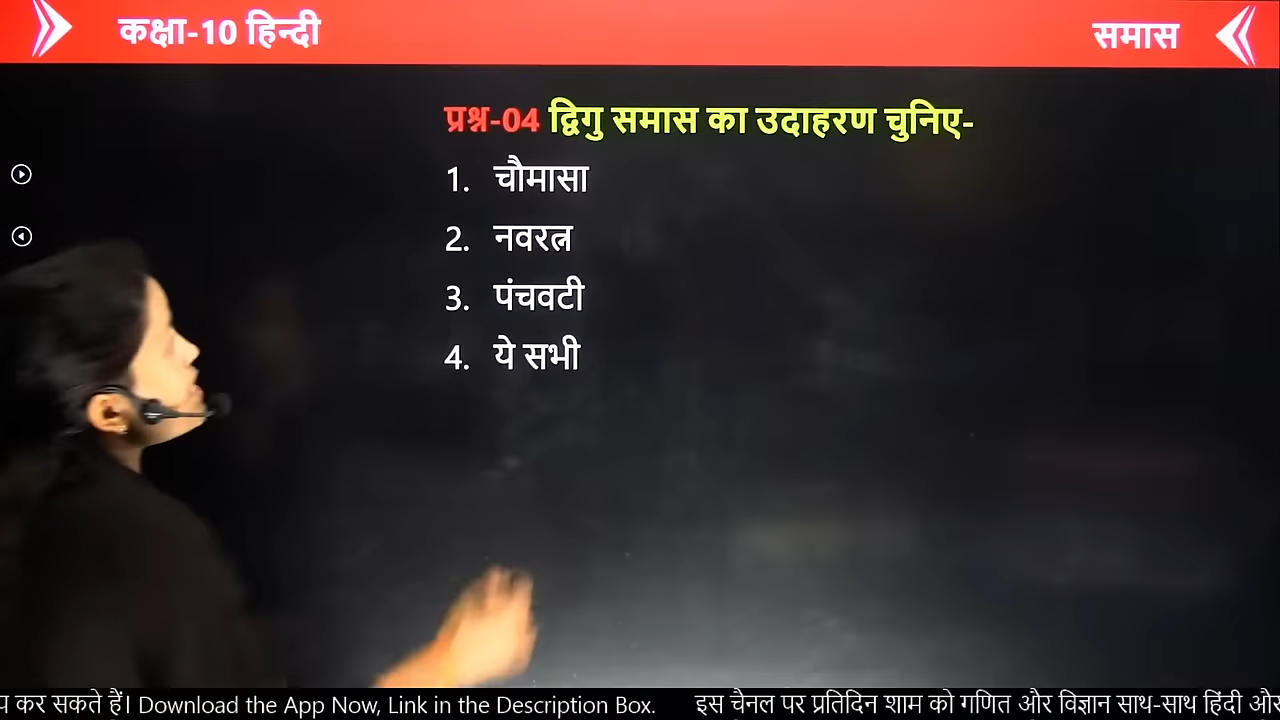 कक्षा-10 हिन्दी
समास
प्रश्न-04 द्विगु समास का उदाहरण चुनिए-
1. चौमासा
2. नवरत्न
3. पंचवटी
4. ये सभी
कर सकते हैं। Download the App Now, Link in the Description Box. इस चैनल पर प्रतिदिन शाम को गणित और विज्ञान साथ-साथ हिंदी